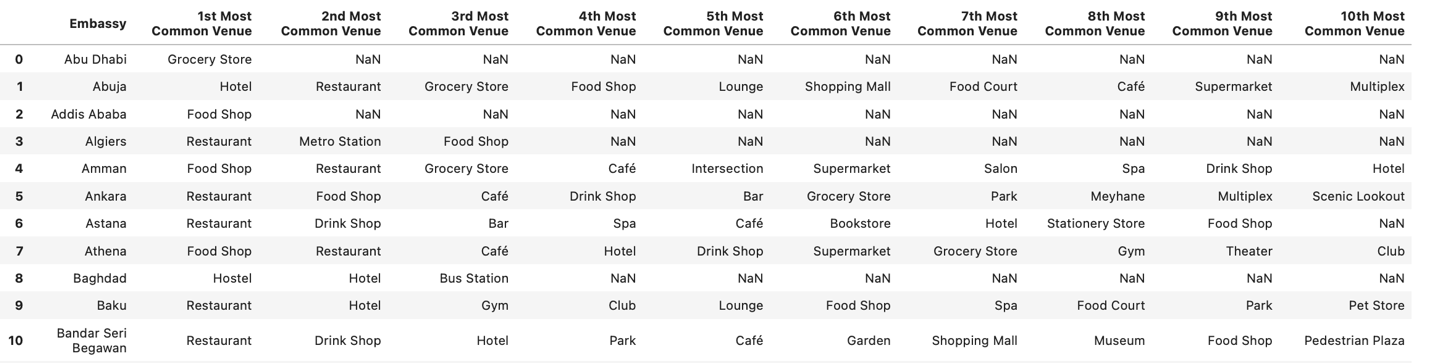 Embassy 1st Most Common Venue 2nd Most Common Venue 3rd Most Common Venue 4th Most Common Venue 5th Most Common Venue 6th Most Common Venue 7th Most Common Venue 8th Most Common Venue 9th Most Common Venue 10th Most Common Venue
0 Abu Dhabi Grocery Store NaN NaN NaN NaN NaN NaN NaN NaN NaN
1 Abuja Hotel Restaurant Grocery Store Food Shop Lounge Shopping Mall Food Court Café Supermarket Multiplex
2 Addis Ababa Food Shop NaN NaN NaN NaN NaN NaN NaN NaN NaN
3 Algiers Restaurant Metro Station Food Shop NaN NaN NaN NaN NaN NaN NaN
4 Amman Food Shop Restaurant Grocery Store Café Intersection Supermarket Salon Spa Drink Shop Hotel
5 Ankara Restaurant Food Shop Café Drink Shop Bar Grocery Store Park Meyhane Multiplex Scenic Lookout
6 Astana Restaurant Drink Shop Bar Spa Café Bookstore Hotel Stationery Store Food Shop NaN
7 Athena Food Shop Restaurant Café Hotel Drink Shop Supermarket Grocery Store Gym Theater Club
8 Baghdad Hostel Hotel Bus Station NaN NaN NaN NaN NaN NaN NaN
9 Baku Restaurant Hotel Gym Club Lounge Food Shop Spa Food Court Park Pet Store
10 Bandar Seri Begawan Restaurant Drink Shop Hotel Park Café Garden Shopping Mall Museum Food Shop Pedestrian Plaza